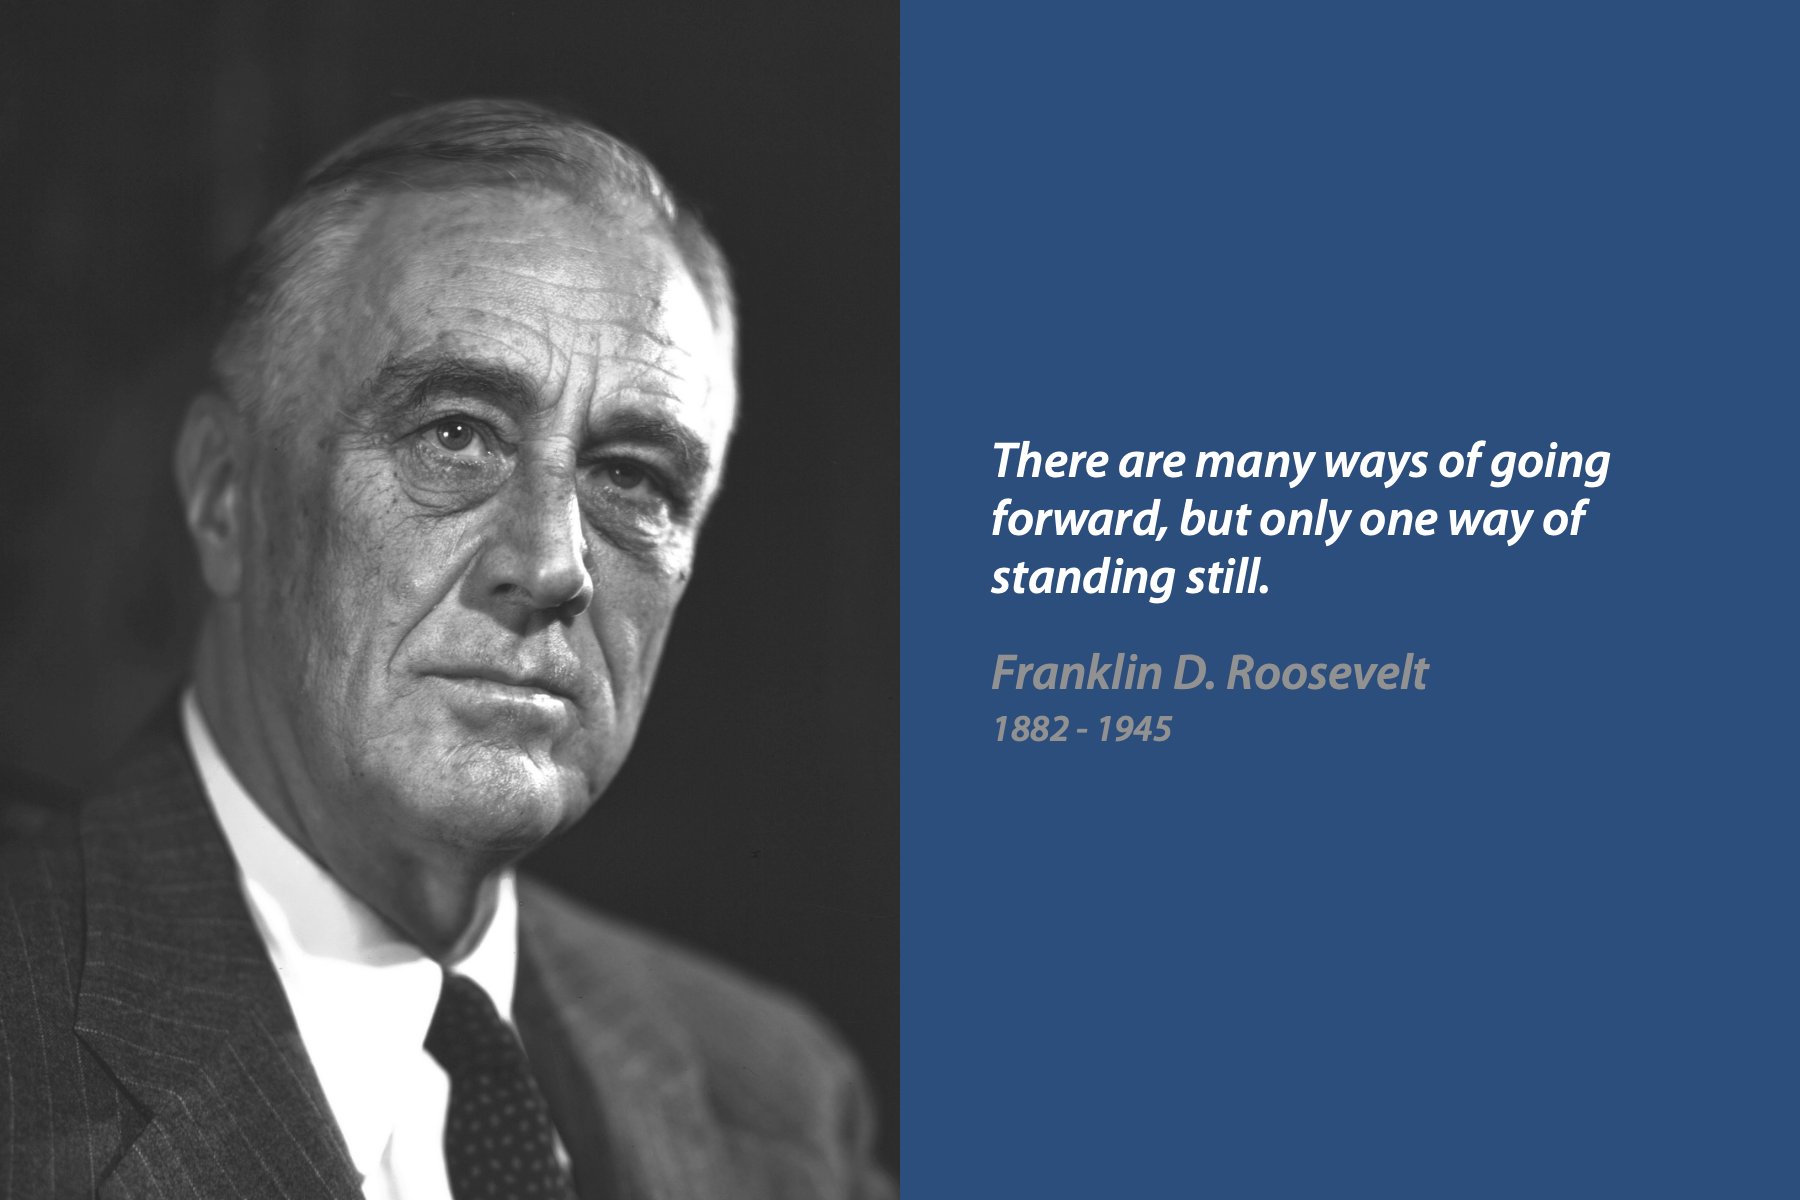 There are many ways of going
forward, but only one way of
standing still.
Franklin D. Roosevelt
1882 - 1945